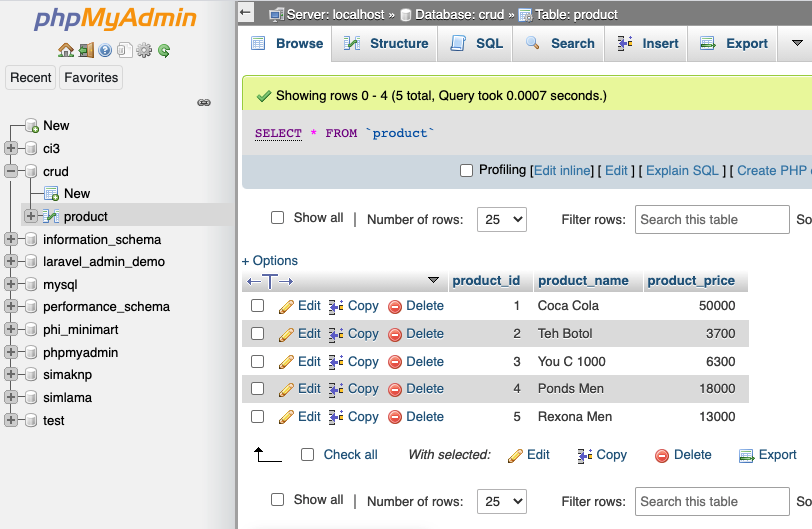 phpMyAdmin
Recent Favorites
New
ci3
crud
New
product
information_schema
laravel_admin_demo
mysql
performance_schema
phi_minimart
phpmyadmin
simaknp
simlama
test
Server: localhost » Database: crud » Table: product
Browse Structure SQL Search Insert Export
Showing rows 0 - 4 (5 total, Query took 0.0007 seconds.)
SELECT * FROM `product`
Profiling [Edit inline] [ Edit ] [ Explain SQL ] [ Create PHP
Show all | Number of rows: 25 Filter rows: Search this table So
+ Options
←T→ product_id product_name product_price
Edit Copy Delete 1 Coca Cola 50000
Edit Copy Delete 2 Teh Botol 3700
Edit Copy Delete 3 You C 1000 6300
Edit Copy Delete 4 Ponds Men 18000
Edit Copy Delete 5 Rexona Men 13000
Check all With selected: Edit Copy Delete Export
Show all | Number of rows: 25 Filter rows: Search this table So